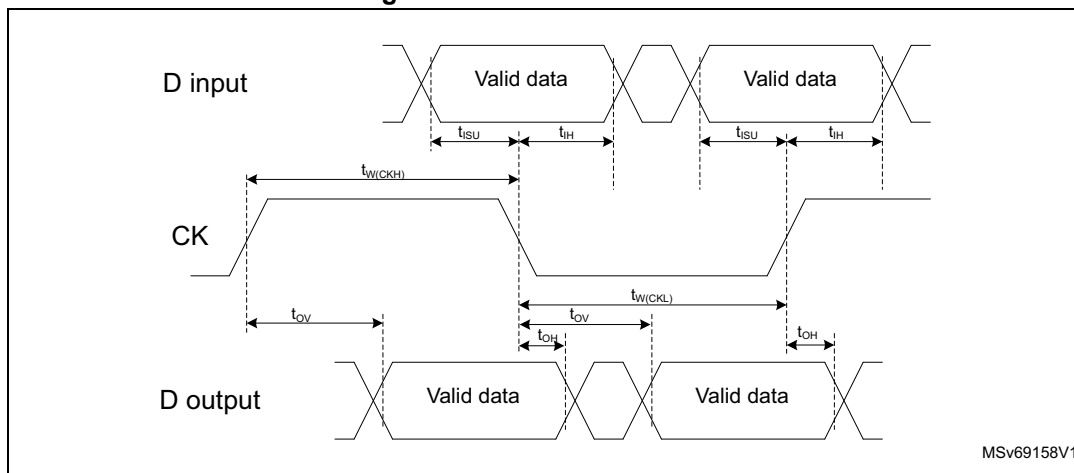 D input
Valid data
Valid data
tISU
tIH
tISU
tIH
tW(CKH)
CK
tW(CKL)
tOV
tOV
tOH
tOH
D output
Valid data
Valid data
MSv69158V1